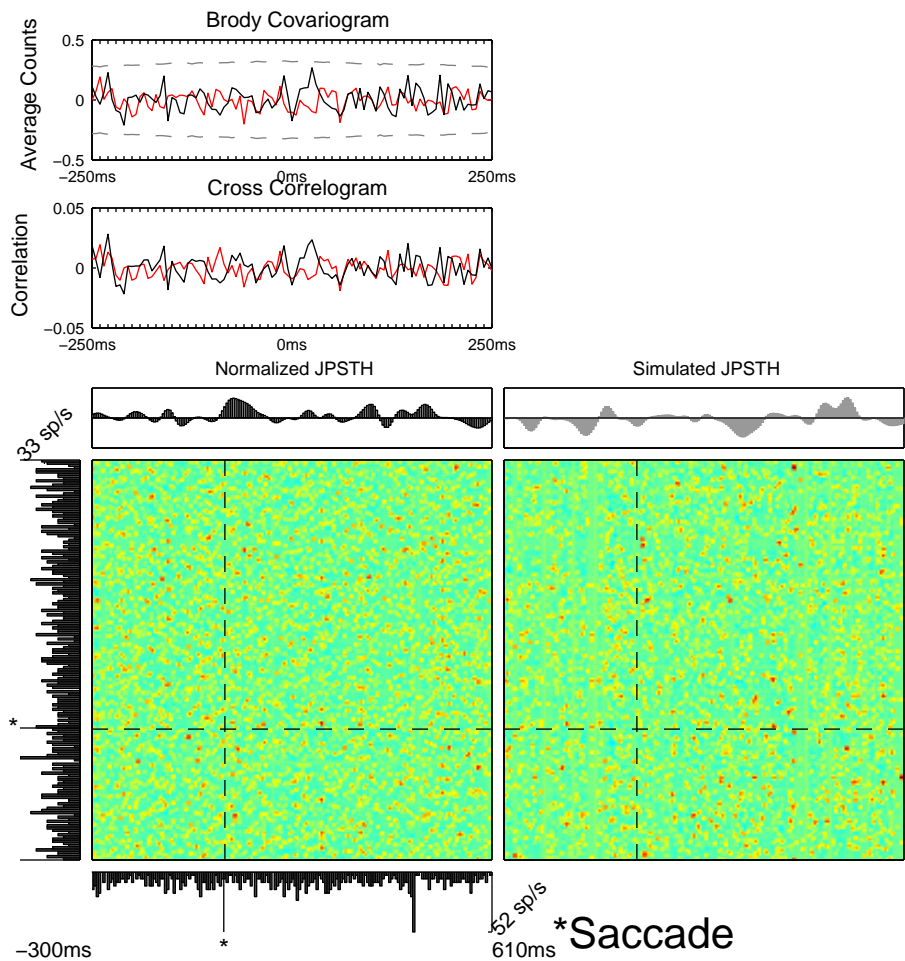 Brody Covariogram
Average Counts
0.5
0
−0.5
−250ms
0ms
250ms
Cross Correlogram
Correlation
0.05
0
−0.05
−250ms
0ms
250ms
Normalized JPSTH
Simulated JPSTH
33 sp/s
*
*
52 sp/s
*Saccade
−300ms
610ms